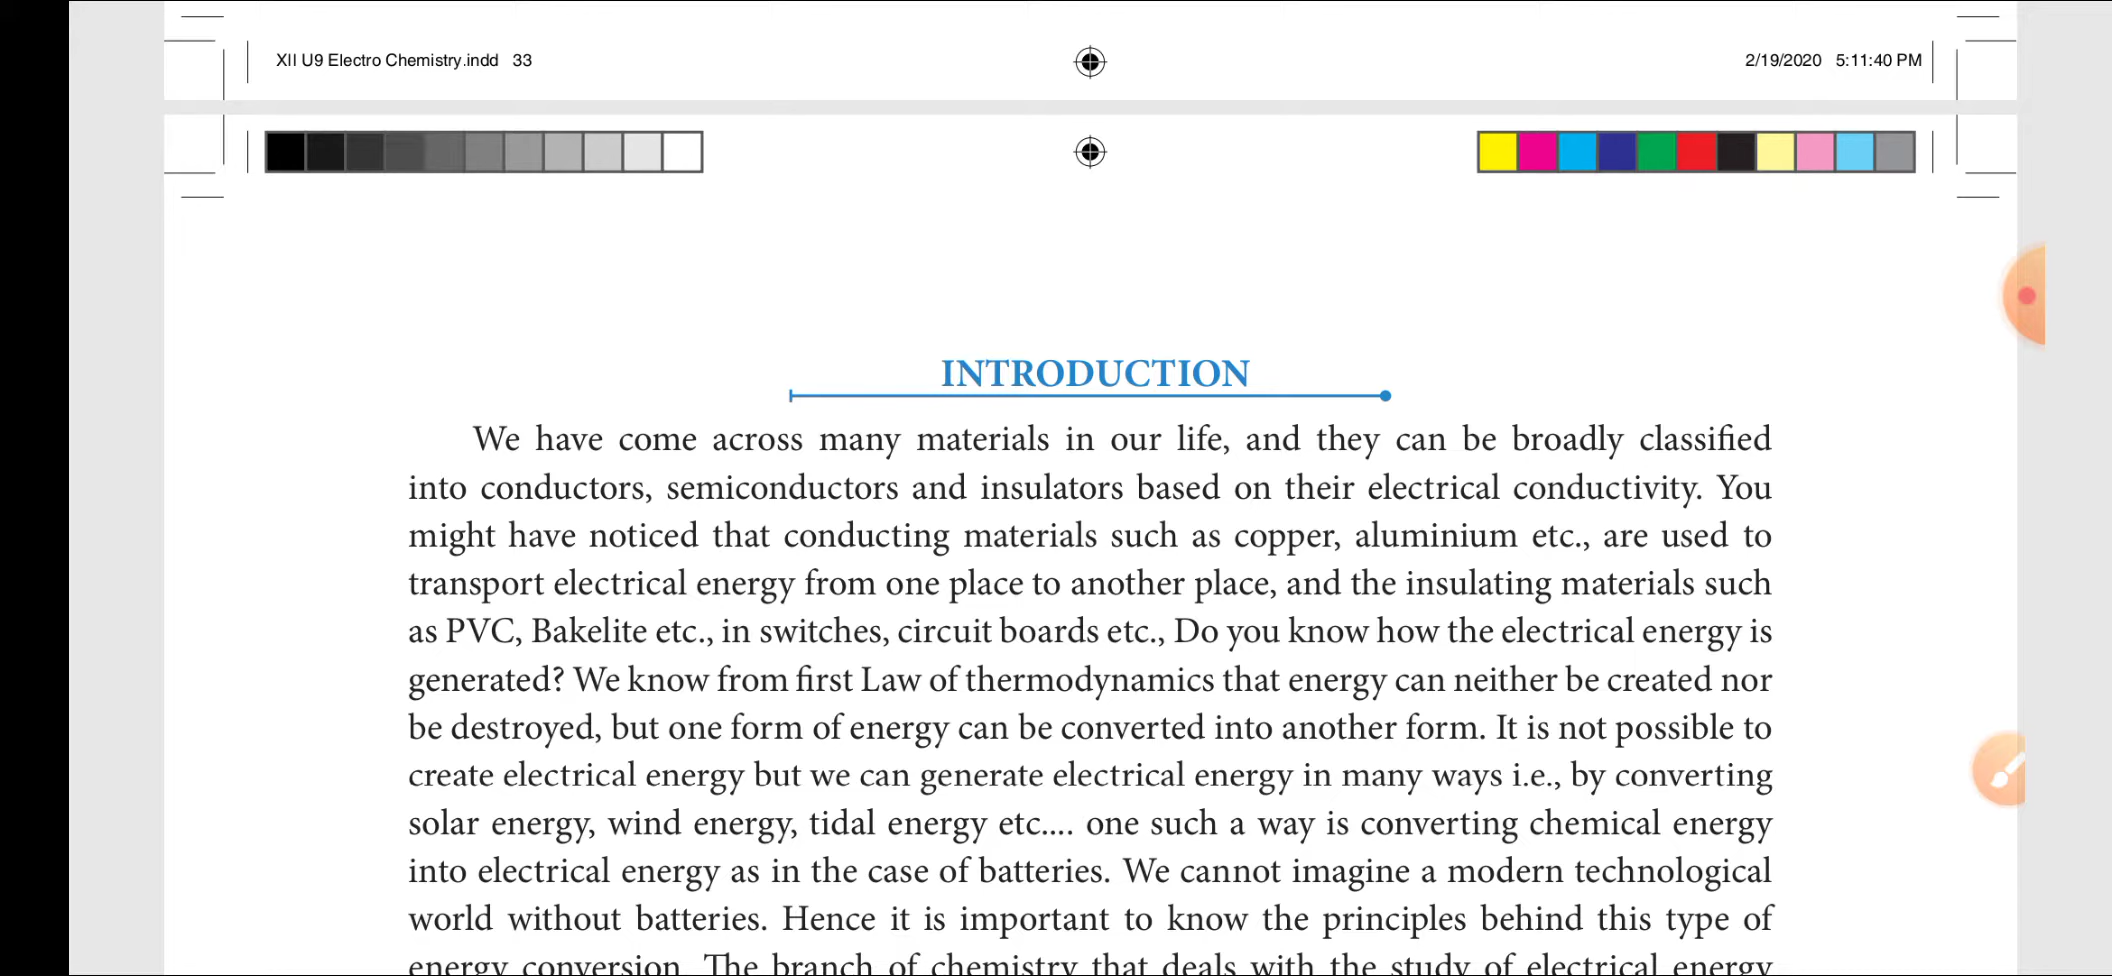 XII U9 Electro Chemistry.indd 33
2/19/2020 5:11:40 PM
INTRODUCTION
We have come across many materials in our life, and they can be broadly classified
into conductors, semiconductors and insulators based on their electrical conductivity. You
might have noticed that conducting materials such as copper, aluminium etc., are used to
transport electrical energy from one place to another place, and the insulating materials such
as PVC, Bakelite etc., in switches, circuit boards etc., Do you know how the electrical energy is
generated? We know from first Law of thermodynamics that energy can neither be created nor
be destroyed, but one form of energy can be converted into another form. It is not possible to
create electrical energy but we can generate electrical energy in many ways i.e., by converting
solar energy, wind energy, tidal energy etc.... one such a way is converting chemical energy
into electrical energy as in the case of batteries. We cannot imagine a modern technological
world without batteries. Hence it is important to know the principles behind this type of
energy conversion. The branch of chemistry that deals with the study of electrical energy